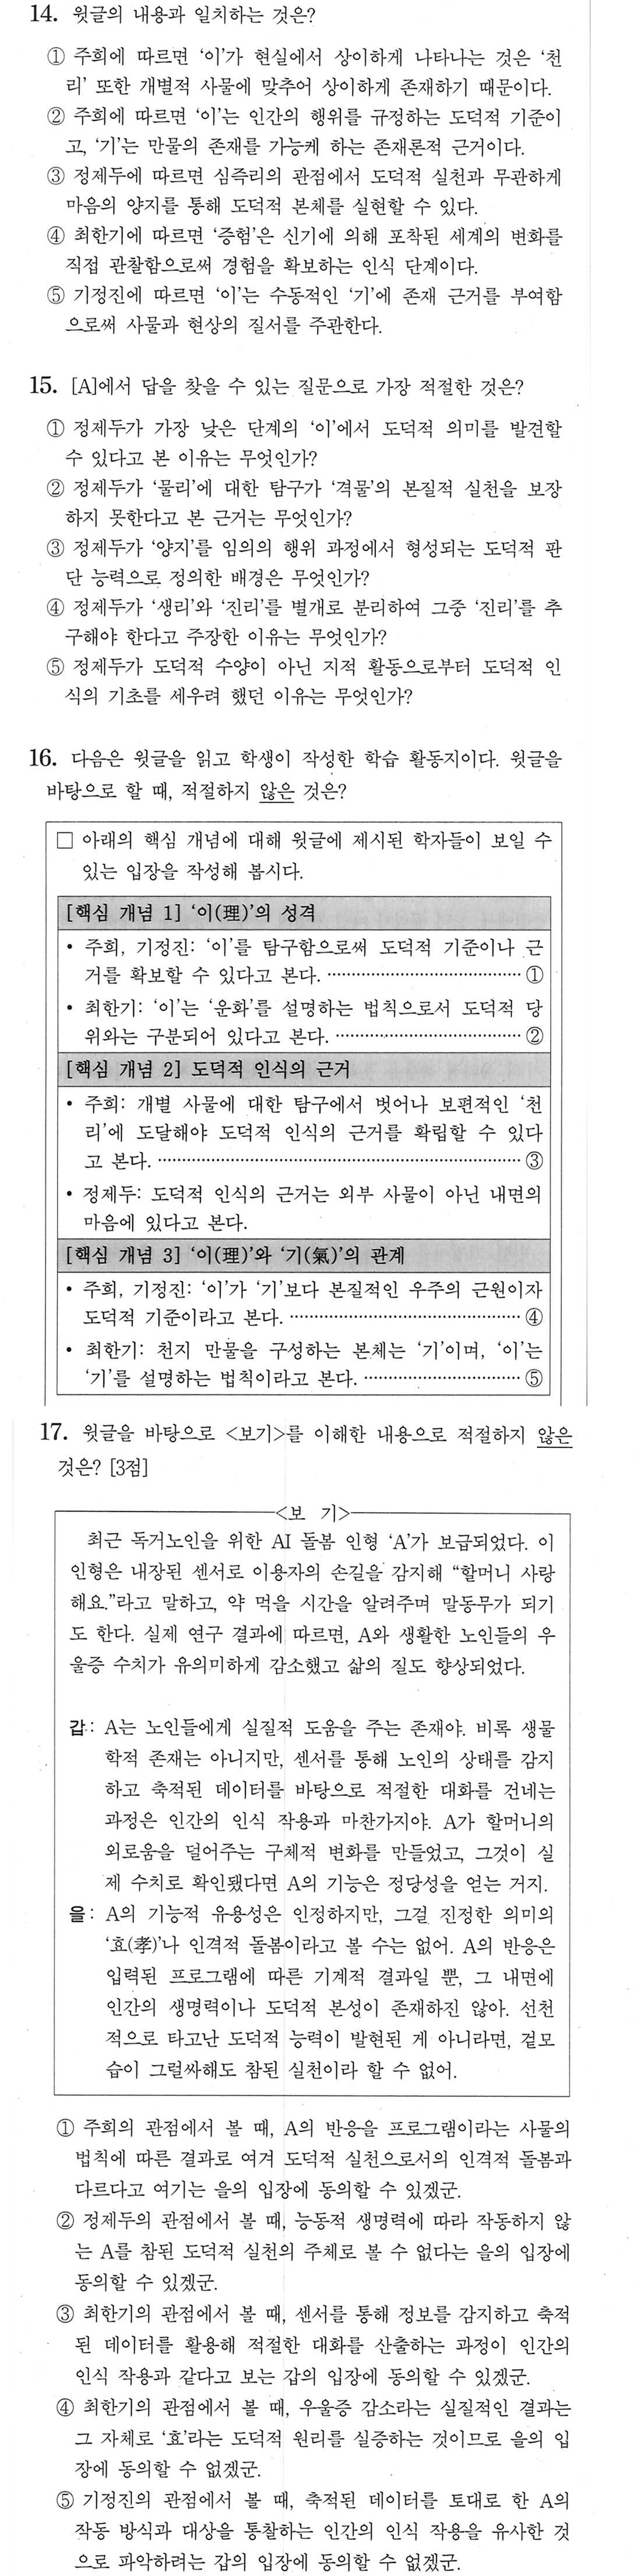 14. 윗글의 내용과 일치하는 것은?
① 주희에 따르면 ‘이’가 현실에서 상이하게 나타나는 것은 ‘천
리’ 또한 개별적 사물에 맞추어 상이하게 존재하기 때문이다.
② 주희에 따르면 ‘이’는 인간의 행위를 규정하는 도덕적 기준이
고, ‘기’는 만물의 존재를 가능케 하는 존재론적 근거이다.
③ 정제두에 따르면 심즉리의 관점에서 도덕적 실천과 무관하게
마음의 양지를 통해 도덕적 본체를 실현할 수 있다.
④ 최한기에 따르면 ‘증험’은 신기에 의해 포착된 세계의 변화를
직접 관찰함으로써 경험을 확보하는 인식 단계이다.
⑤ 기정진에 따르면 ‘이’는 수동적인 ‘기’에 존재 근거를 부여함
으로써 사물과 현상의 질서를 주관한다.
15. [A]에서 답을 찾을 수 있는 질문으로 가장 적절한 것은?
① 정제두가 가장 낮은 단계의 ‘이’에서 도덕적 의미를 발견할
수 있다고 본 이유는 무엇인가?
② 정제두가 ‘물리’에 대한 탐구가 ‘격물’의 본질적 실천을 보장
하지 못한다고 본 근거는 무엇인가?
③ 정제두가 ‘양지’를 임의의 행위 과정에서 형성되는 도덕적 판
단 능력으로 정의한 배경은 무엇인가?
④ 정제두가 ‘생리’와 ‘진리’를 별개로 분리하여 그중 ‘진리’를 추
구해야 한다고 주장한 이유는 무엇인가?
⑤ 정제두가 도덕적 수양이 아닌 지적 활동으로부터 도덕적 인
식의 기초를 세우려 했던 이유는 무엇인가?
16. 다음은 윗글을 읽고 학생이 작성한 학습 활동지이다. 윗글을
바탕으로 할 때, 적절하지 않은 것은?
□ 아래의 핵심 개념에 대해 윗글에 제시된 학자들이 보일 수
있는 입장을 작성해 봅시다.
[핵심 개념 1] ‘이(理)’의 성격
• 주희, 기정진: ‘이’를 탐구함으로써 도덕적 기준이나 근
거를 확보할 수 있다고 본다. ········ ①
• 최한기: ‘이’는 ‘운화’를 설명하는 법칙으로서 도덕적 당
위와는 구분되어 있다고 본다. ········ ②
[핵심 개념 2] 도덕적 인식의 근거
• 주희: 개별 사물에 대한 탐구에서 벗어나 보편적인 ‘천
리’에 도달해야 도덕적 인식의 근거를 확립할 수 있다
고 본다. ········ ③
• 정제두: 도덕적 인식의 근거는 외부 사물이 아닌 내면의
마음에 있다고 본다.
[핵심 개념 3] ‘이(理)’와 ‘기(氣)’의 관계
• 주희, 기정진: ‘이’가 ‘기’보다 본질적인 우주의 근원이자
도덕적 기준이라고 본다. ········ ④
• 최한기: 천지 만물을 구성하는 본체는 ‘기’이며, ‘이’는
‘기’를 설명하는 법칙이라고 본다. ········ ⑤
17. 윗글을 바탕으로 <보기>를 이해한 내용으로 적절하지 않은
것은? [3점]
<보 기>
최근 독거노인을 위한 AI 돌봄 인형 ‘A’가 보급되었다. 이
인형은 내장된 센서로 이용자의 손길을 감지해 “할머니 사랑
해요.”라고 말하고, 약 먹을 시간을 알려주며 말동무가 되기
도 한다. 실제 연구 결과에 따르면, A와 생활한 노인들의 우
울증 수치가 유의미하게 감소했고 삶의 질도 향상되었다.
갑: A는 노인들에게 실질적 도움을 주는 존재야. 비록 생물
학적 존재는 아니지만, 센서를 통해 노인의 상태를 감지
하고 축적된 데이터를 바탕으로 적절한 대화를 건네는
과정은 인간의 인식 작용과 마찬가지야. A가 할머니의
외로움을 덜어주는 구체적 변화를 만들었고, 그것이 실
제 수치로 확인됐다면 A의 기능은 정당성을 얻는 거지.
을: A의 기능적 유용성은 인정하지만, 그걸 진정한 의미의
‘효(孝)’나 인격적 돌봄이라고 볼 수는 없어. A의 반응은
입력된 프로그램에 따른 기계적 결과일 뿐, 그 내면에
인간의 생명력이나 도덕적 본성이 존재하진 않아. 선천
적으로 타고난 도덕적 능력이 발현된 게 아니라면, 겉모
습이 그럴싸해도 참된 실천이라 할 수 없어.
① 주희의 관점에서 볼 때, A의 반응을 프로그램이라는 사물의
법칙에 따른 결과로 여겨 도덕적 실천으로서의 인격적 돌봄과
다르다고 여기는 을의 입장에 동의할 수 있겠군.
② 정제두의 관점에서 볼 때, 능동적 생명력에 따라 작동하지 않
는 A를 참된 도덕적 실천의 주체로 볼 수 없다는 을의 입장에
동의할 수 있겠군.
③ 최한기의 관점에서 볼 때, 센서를 통해 정보를 감지하고 축적
된 데이터를 활용해 적절한 대화를 산출하는 과정이 인간의
인식 작용과 같다고 보는 갑의 입장에 동의할 수 있겠군.
④ 최한기의 관점에서 볼 때, 우울증 감소라는 실질적인 결과는
그 자체로 ‘효’라는 도덕적 원리를 실증하는 것이므로 을의 입
장에 동의할 수 없겠군.
⑤ 기정진의 관점에서 볼 때, 축적된 데이터를 토대로 한 A의
작동 방식과 대상을 통찰하는 인간의 인식 작용을 유사한 것
으로 파악하려는 갑의 입장에 동의할 수 없겠군.